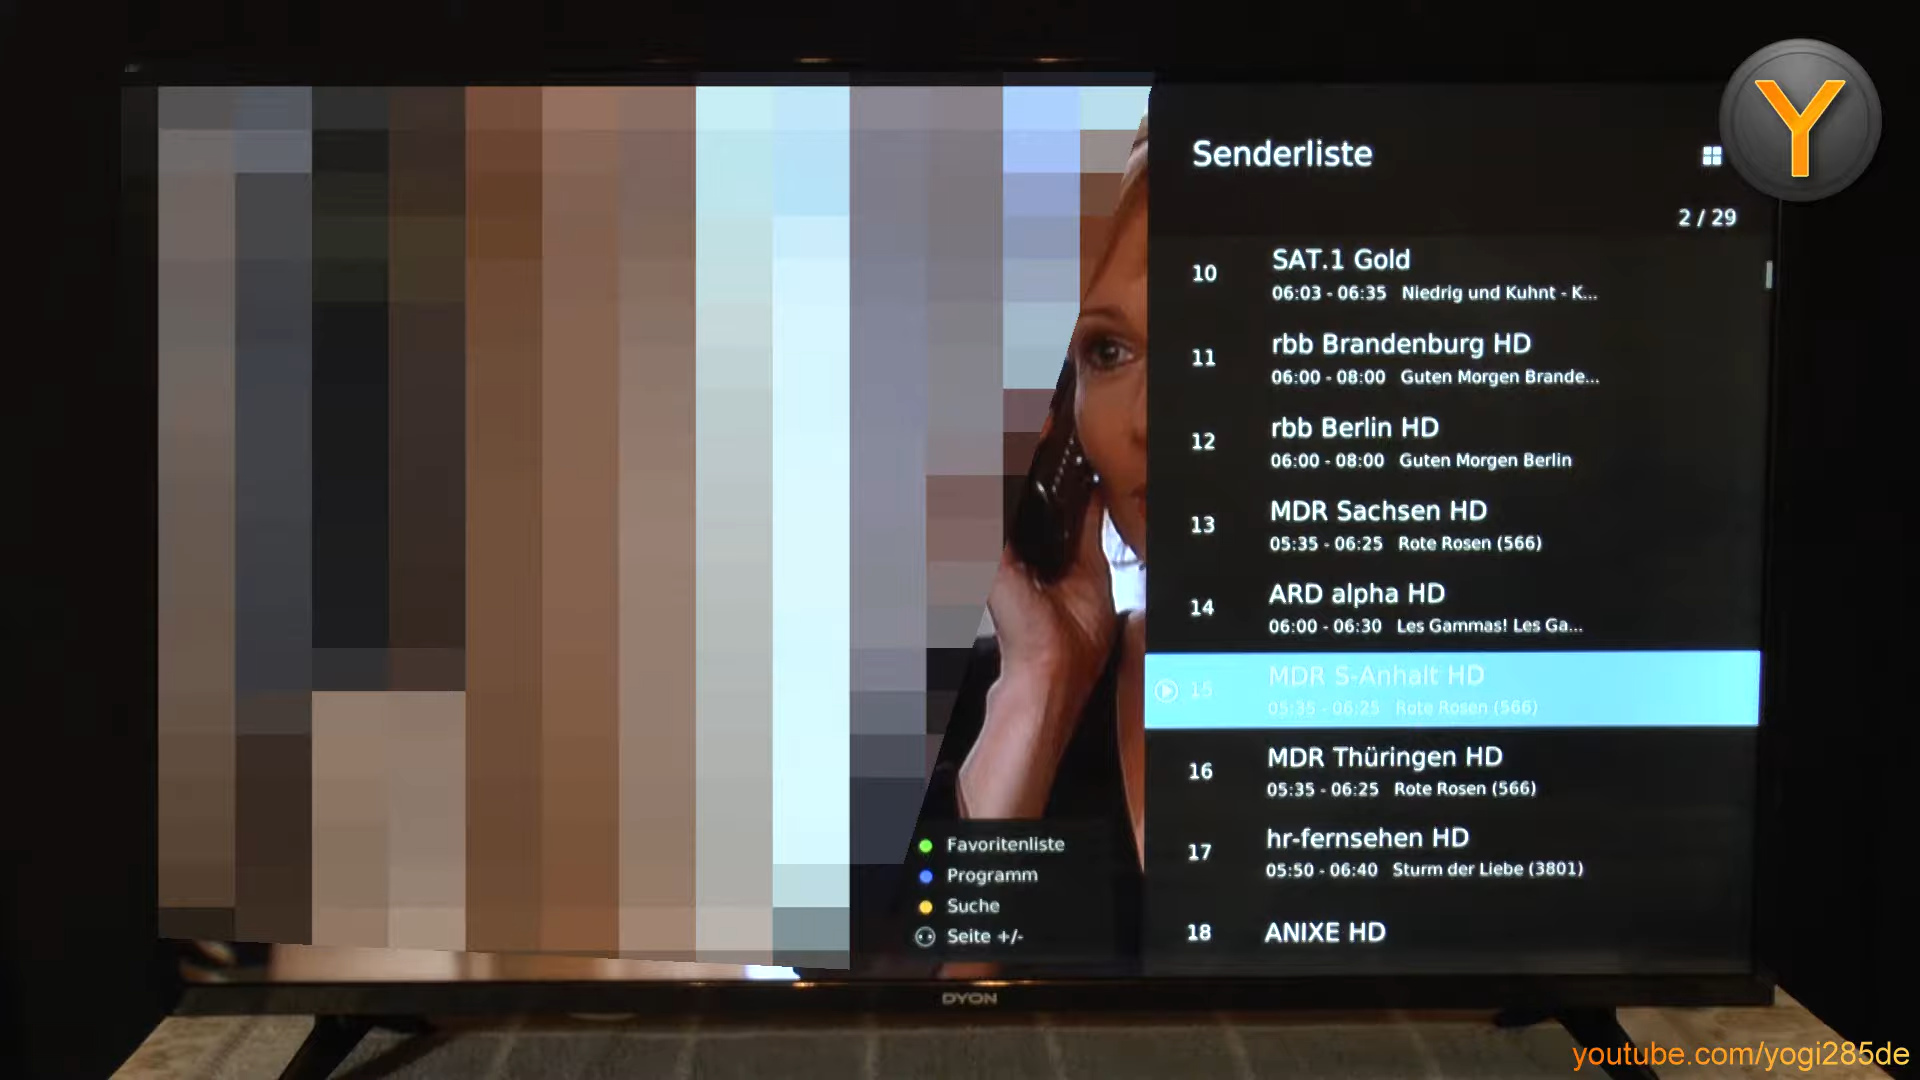 Y
Senderliste
2 / 29
10 SAT.1 Gold
06:03 - 06:35 Niedrig und Kuhnt - K...
11 rbb Brandenburg HD
06:00 - 08:00 Guten Morgen Brande...
12 rbb Berlin HD
06:00 - 08:00 Guten Morgen Berlin
13 MDR Sachsen HD
05:35 - 06:25 Rote Rosen (566)
14 ARD alpha HD
06:00 - 06:30 Les Gammas! Les Ga...
15 MDR S-Anhalt HD
05:35 - 06:25 Rote Rosen (566)
16 MDR Thüringen HD
05:35 - 06:25 Rote Rosen (566)
17 hr-fernsehen HD
05:50 - 06:40 Sturm der Liebe (3801)
18 ANIXE HD
Favoritenliste
Programm
Suche
Seite +/-
DYON
youtube.com/yogi285de